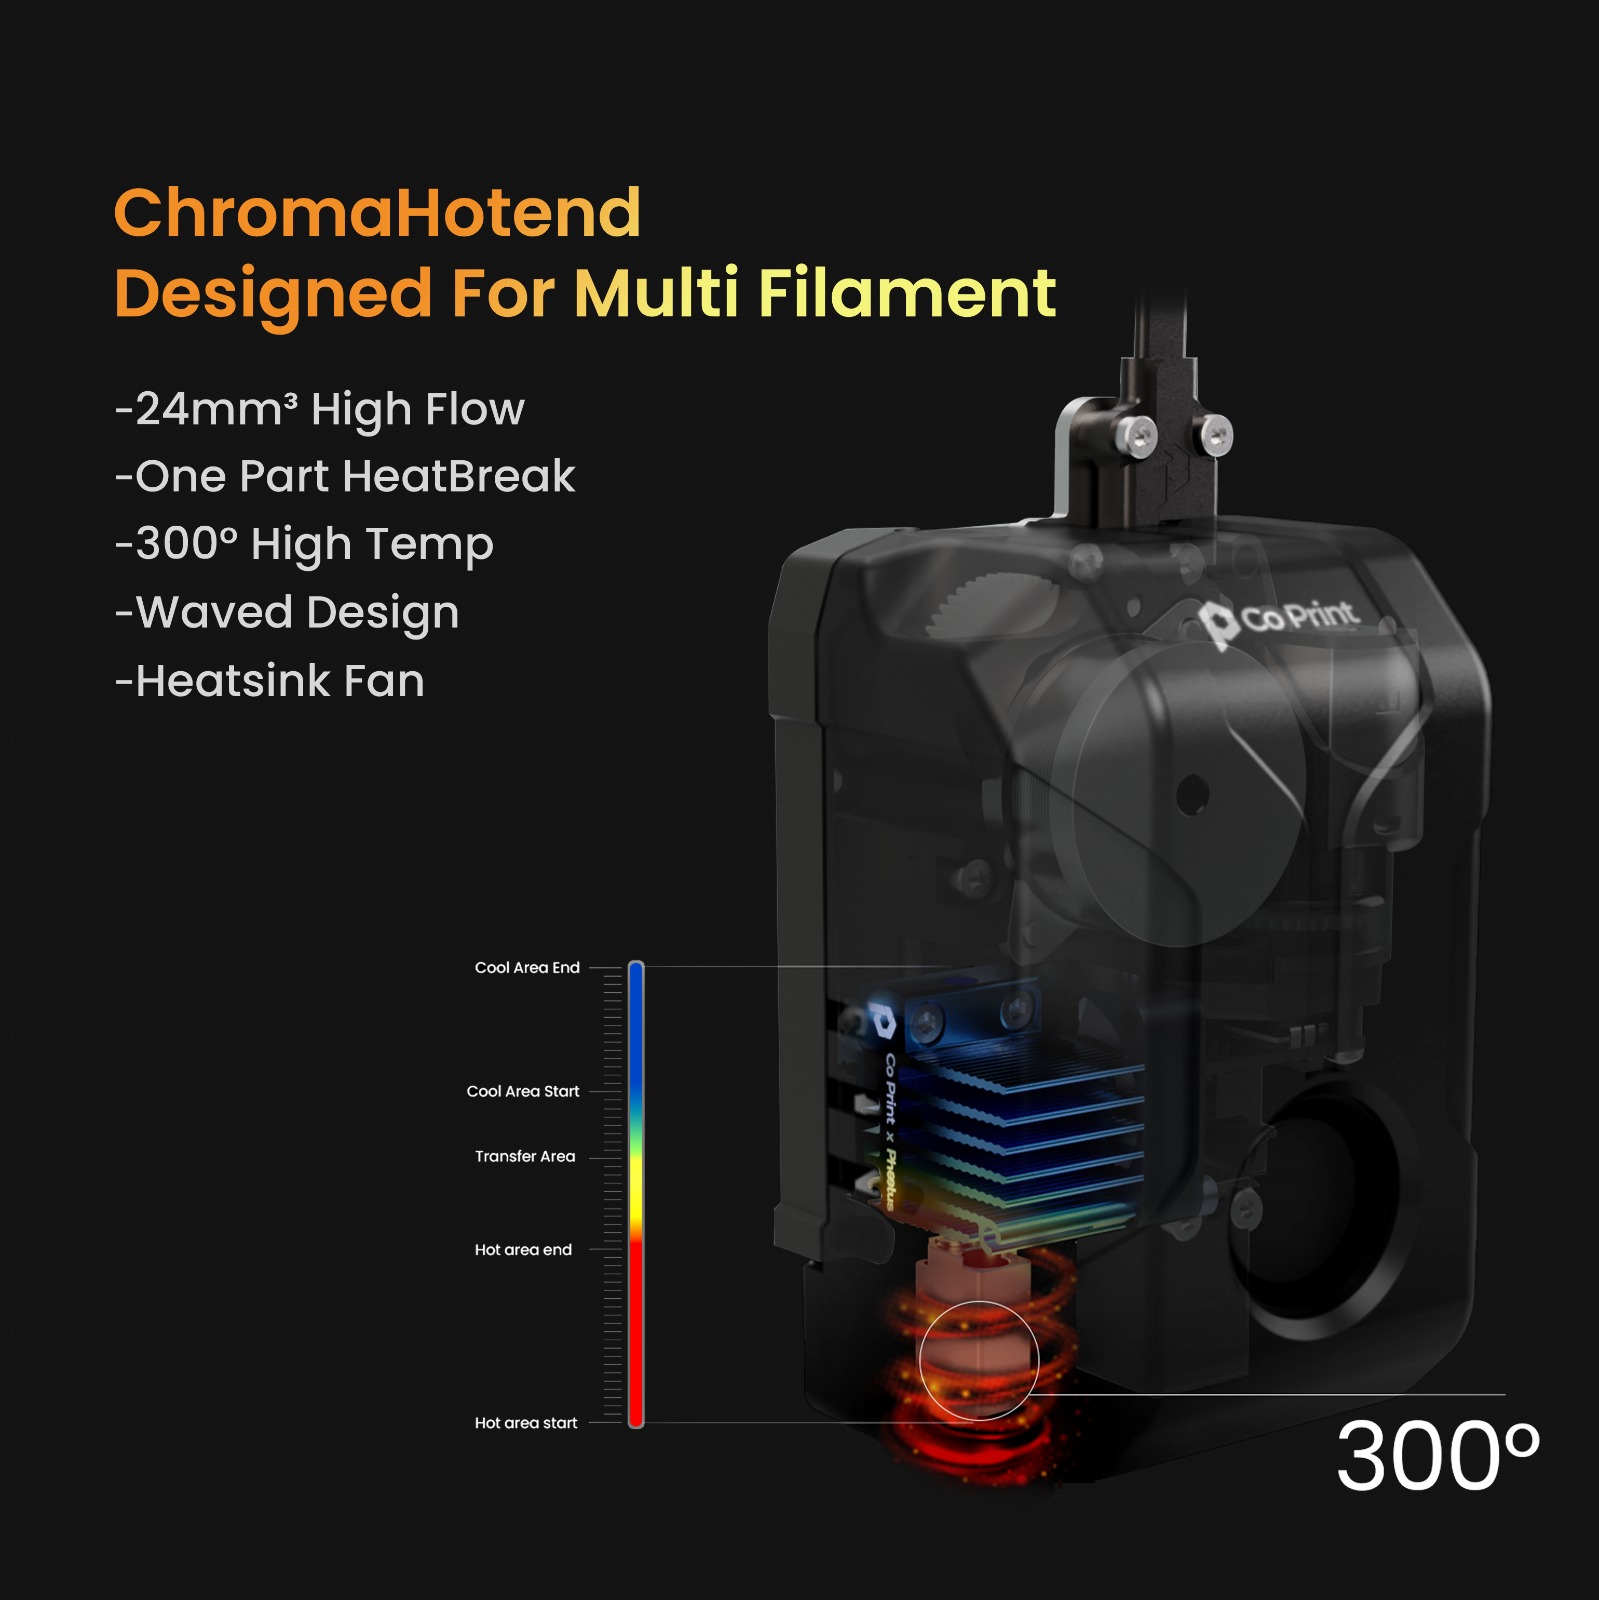 ChromaHotend
Designed For Multi Filament
-24mm³ High Flow
-One Part HeatBreak
-300° High Temp
-Waved Design
-Heatsink Fan
Co Print
Cool Area End
Cool Area Start
Transfer Area
Hot area end
Hot area start
Co Print x Phaetus
300°